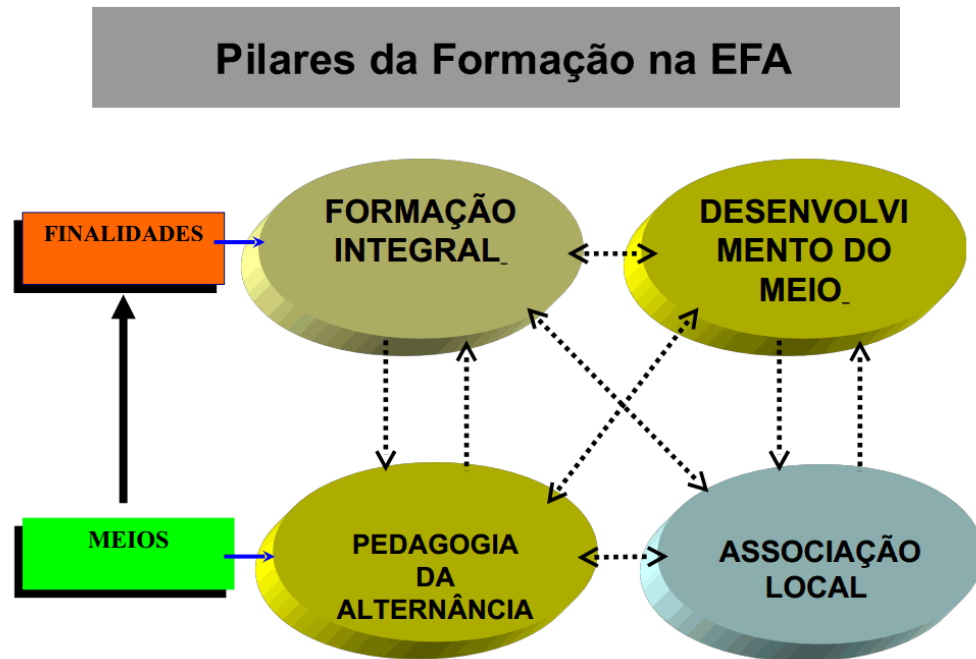 Pilares da Formação na EFA
FINALIDADES
FORMAÇÃO
INTEGRAL
DESENVOLVI
MENTO DO
MEIO
MEIOS
PEDAGOGIA
DA
ALTERNÂNCIA
ASSOCIAÇÃO
LOCAL